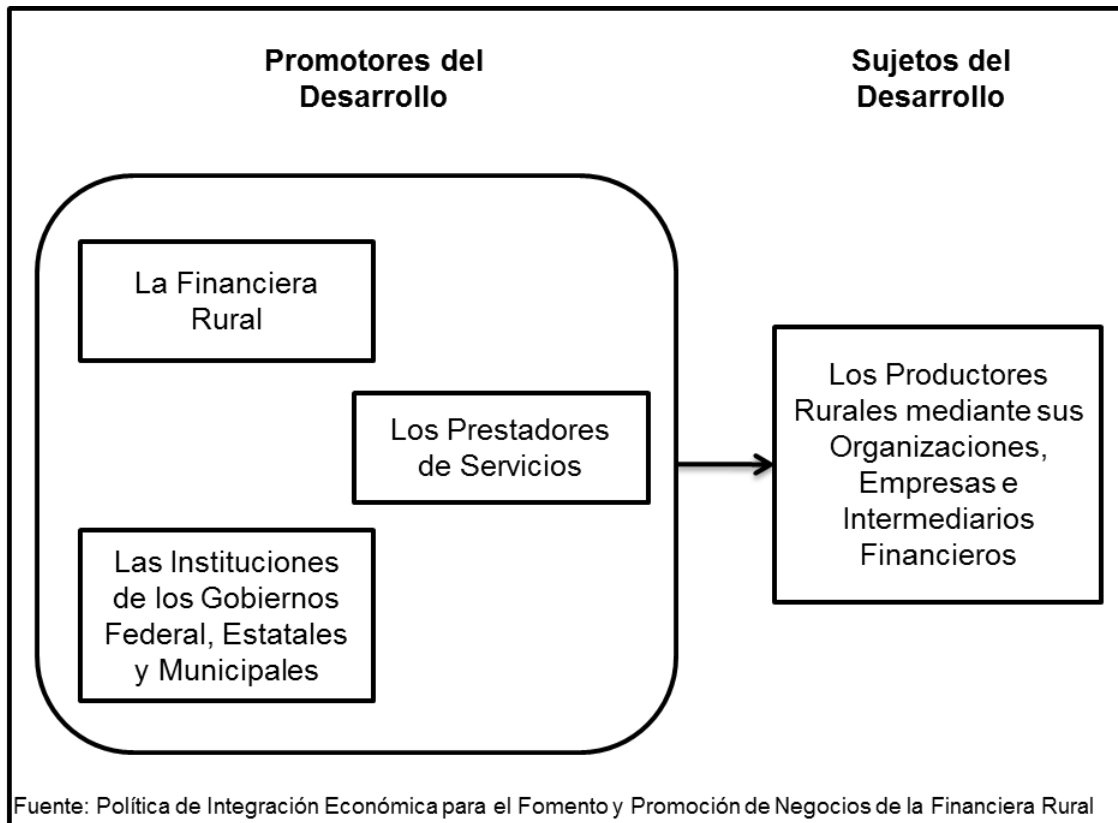 Promotores del
Desarrollo
Sujetos del
Desarrollo
La Financiera
Rural
Los Prestadores
de Servicios
Las Instituciones
de los Gobiernos
Federal, Estatales
y Municipales
Los Productores
Rurales mediante sus
Organizaciones,
Empresas e
Intermediarios
Financieros
Fuente: Política de Integración Económica para el Fomento y Promoción de Negocios de la Financiera Rural